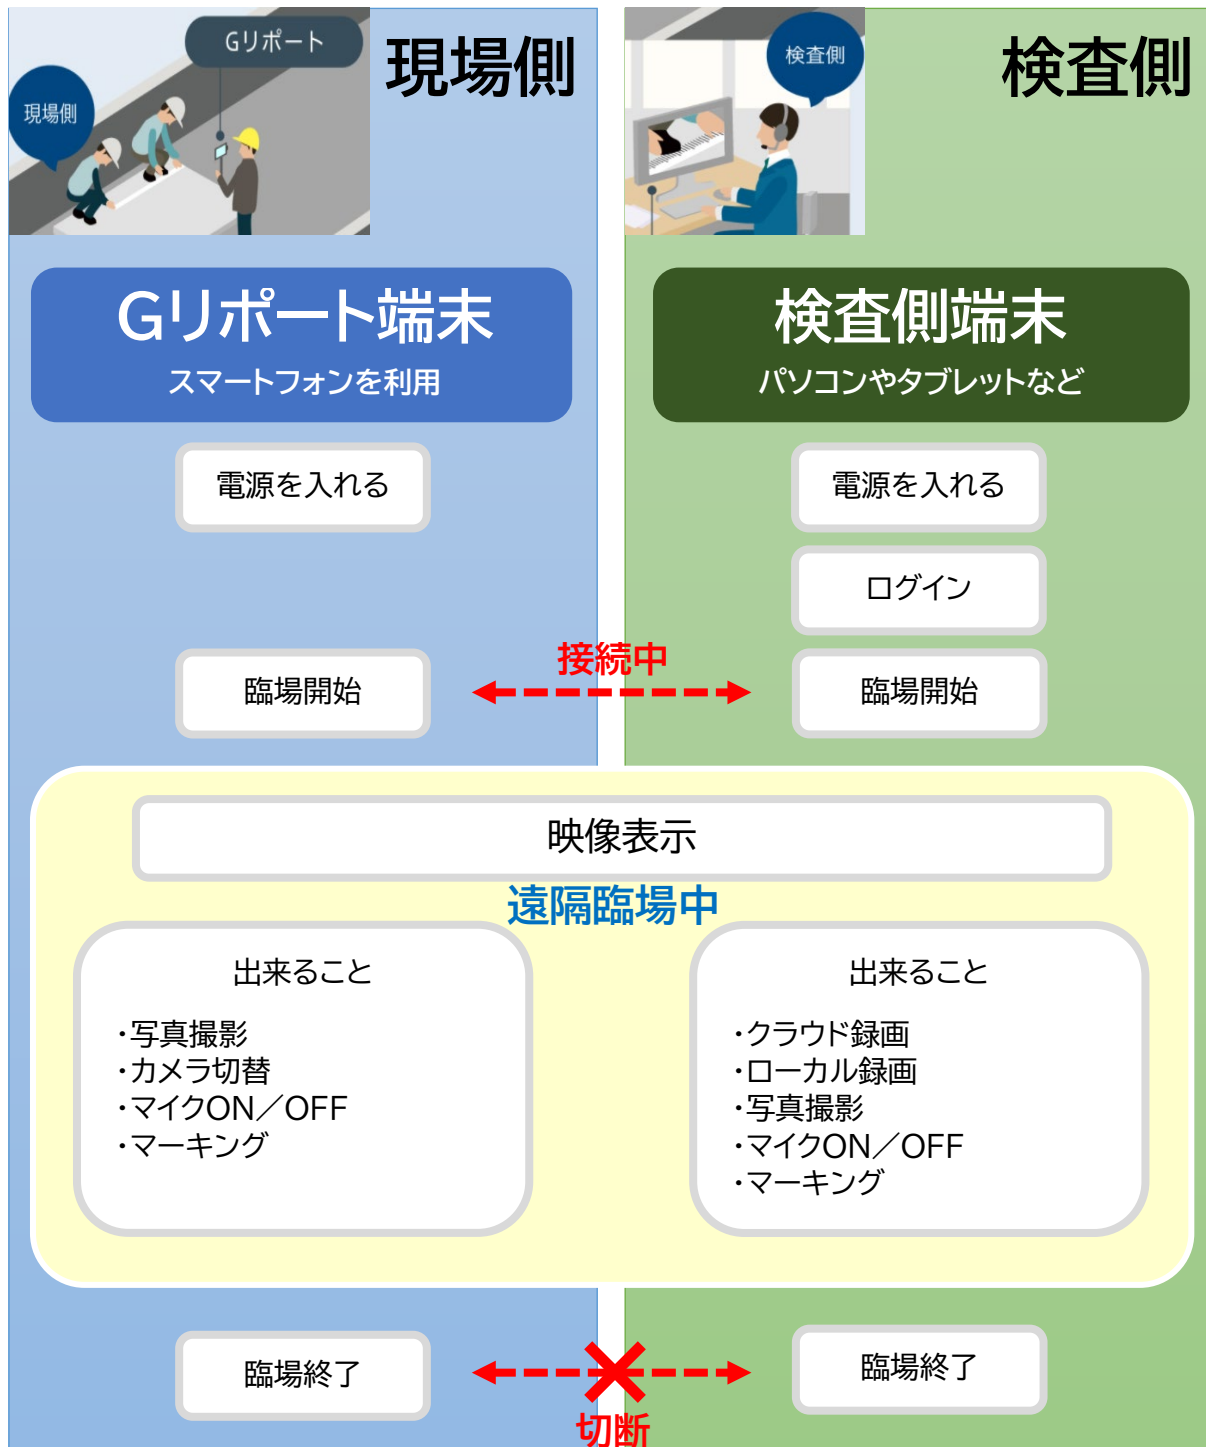 Gリポート
現場側
現場側
Gリポート端末
スマートフォンを利用
電源を入れる
臨場開始
検査側
検査側
検査側端末
パソコンやタブレットなど
電源を入れる
ログイン
臨場開始
接続中
映像表示
遠隔臨場中
出来ること
・写真撮影
・カメラ切替
・マイクON／OFF
・マーキング
出来ること
・クラウド録画
・ローカル録画
・写真撮影
・マイクON／OFF
・マーキング
臨場終了
臨場終了
切断